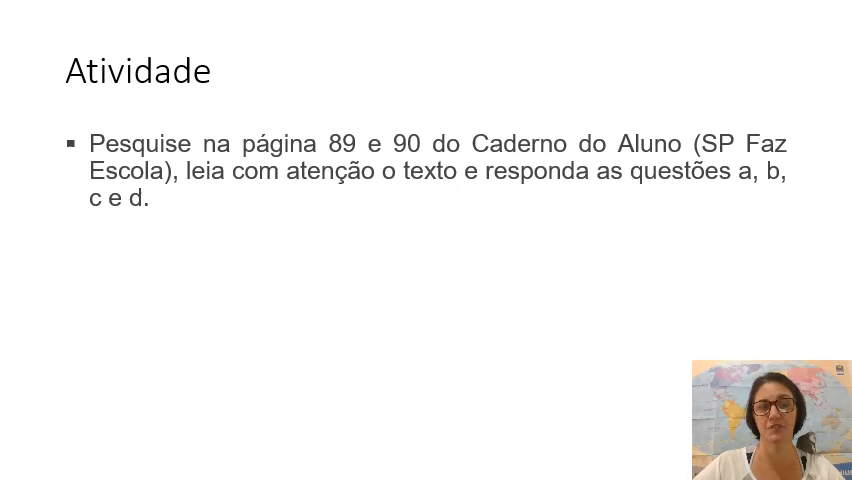 Atividade
▪ Pesquise na página 89 e 90 do Caderno do Aluno (SP Faz
Escola), leia com atenção o texto e responda as questões a, b,
c e d.